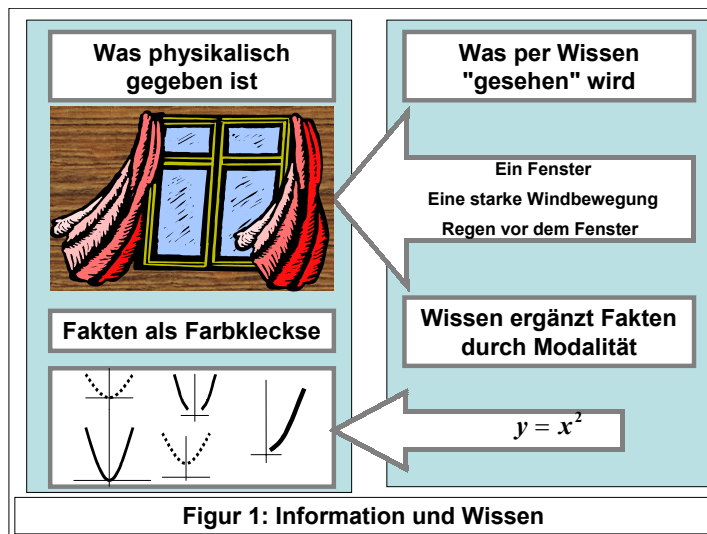 Was physikalisch
gegeben ist
Was per Wissen
"gesehen" wird
Ein Fenster
Eine starke Windbewegung
Regen vor dem Fenster
Fakten als Farbkleckse
Wissen ergänzt Fakten
durch Modalität
y = x²
Figur 1: Information und Wissen